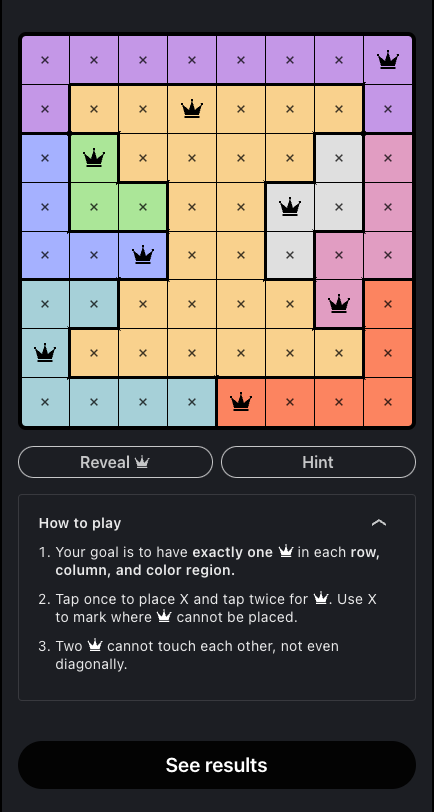 Reveal
Hint
How to play
1. Your goal is to have exactly one in each row,
column, and color region.
2. Tap once to place X and tap twice for . Use X
to mark where cannot be placed.
3. Two cannot touch each other, not even
diagonally.
See results